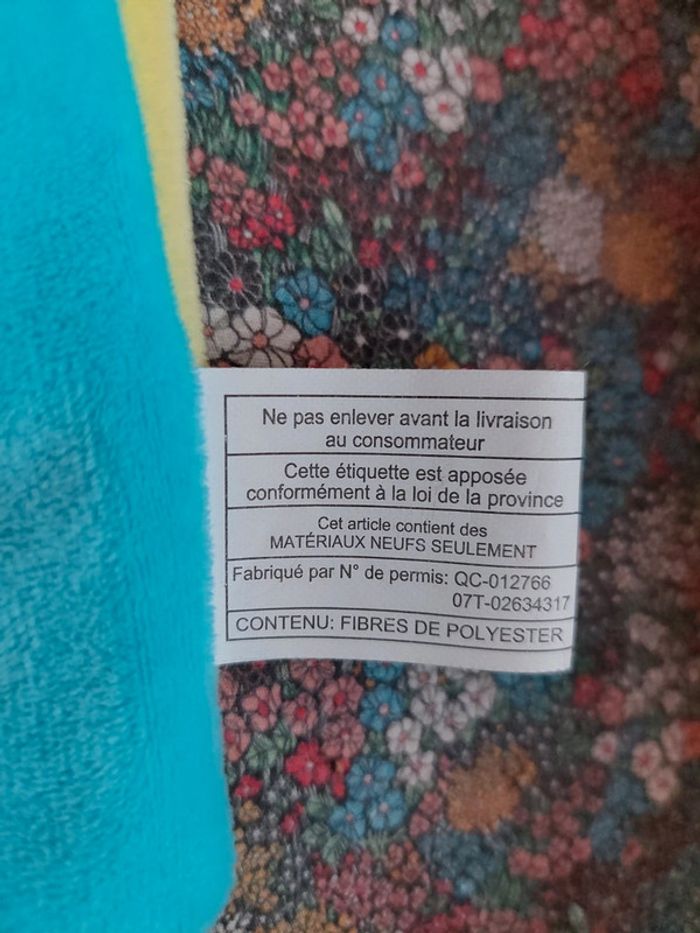 Ne pas enlever avant la livraison
au consommateur
Cette étiquette est apposée
conformément à la loi de la province
Cet article contient des
MATÉRIAUX NEUFS SEULEMENT
Fabriqué par N° de permis: QC-012766
07T-02634317
CONTENU: FIBRES DE POLYESTER